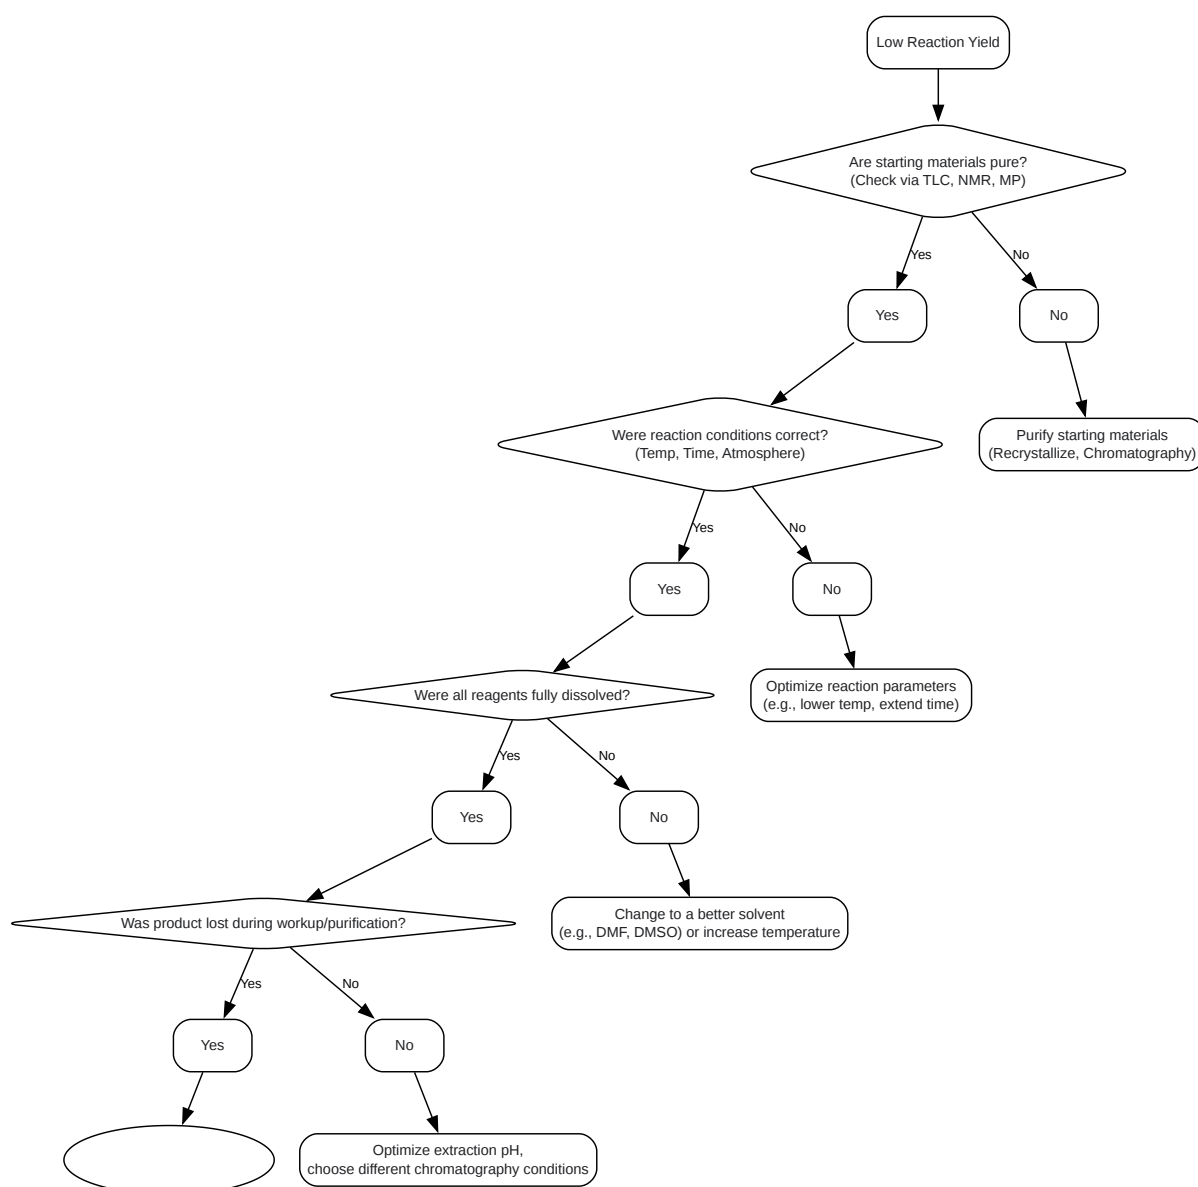 Low Reaction Yield
Are starting materials pure?
(Check via TLC, NMR, MP)
Yes
No
Yes
No
Were reaction conditions correct?
(Temp, Time, Atmosphere)
Purify starting materials
(Recrystallize, Chromatography)
Yes
No
Yes
No
Were all reagents fully dissolved?
Optimize reaction parameters
(e.g., lower temp, extend time)
Yes
No
Yes
No
Was product lost during workup/purification?
Change to a better solvent
(e.g., DMF, DMSO) or increase temperature
Yes
No
Yes
No
Optimize extraction pH,
choose different chromatography conditions